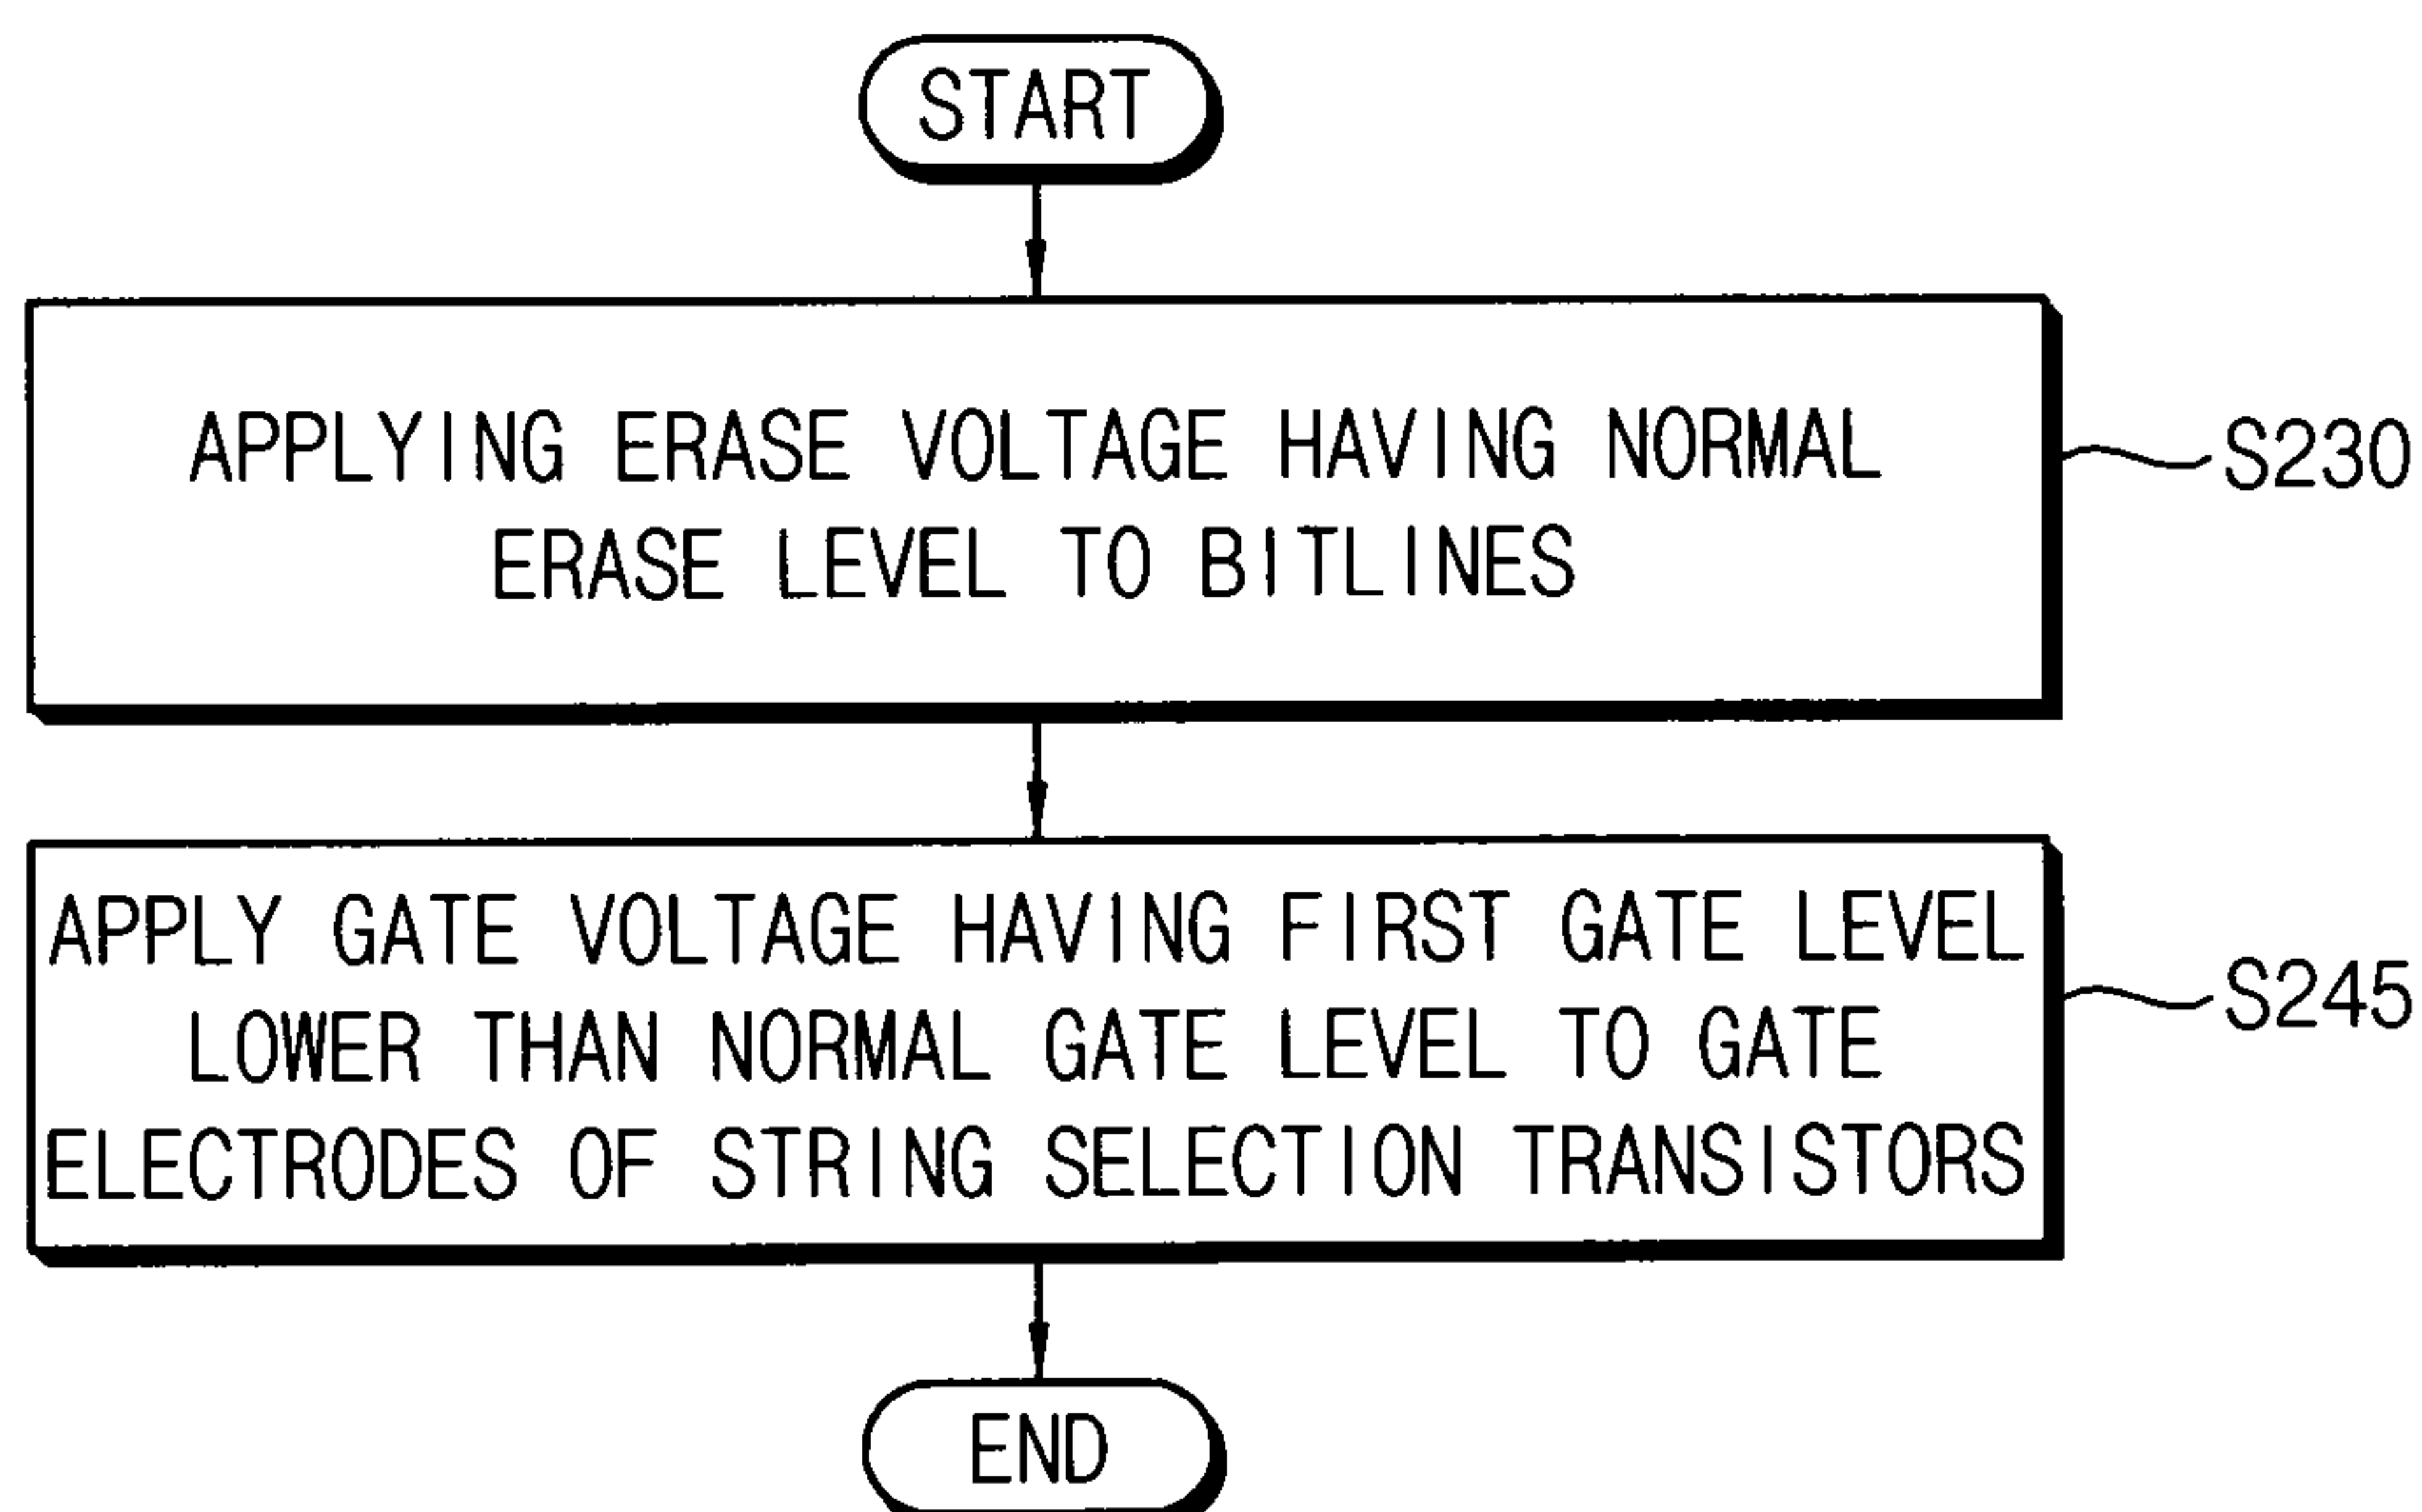 START
APPLYING ERASE VOLTAGE HAVING NORMAL
ERASE LEVEL TO BITLINES
S230
APPLY GATE VOLTAGE HAVING FIRST GATE LEVEL
LOWER THAN NORMAL GATE LEVEL TO GATE
ELECTRODES OF STRING SELECTION TRANSISTORS
S245
END